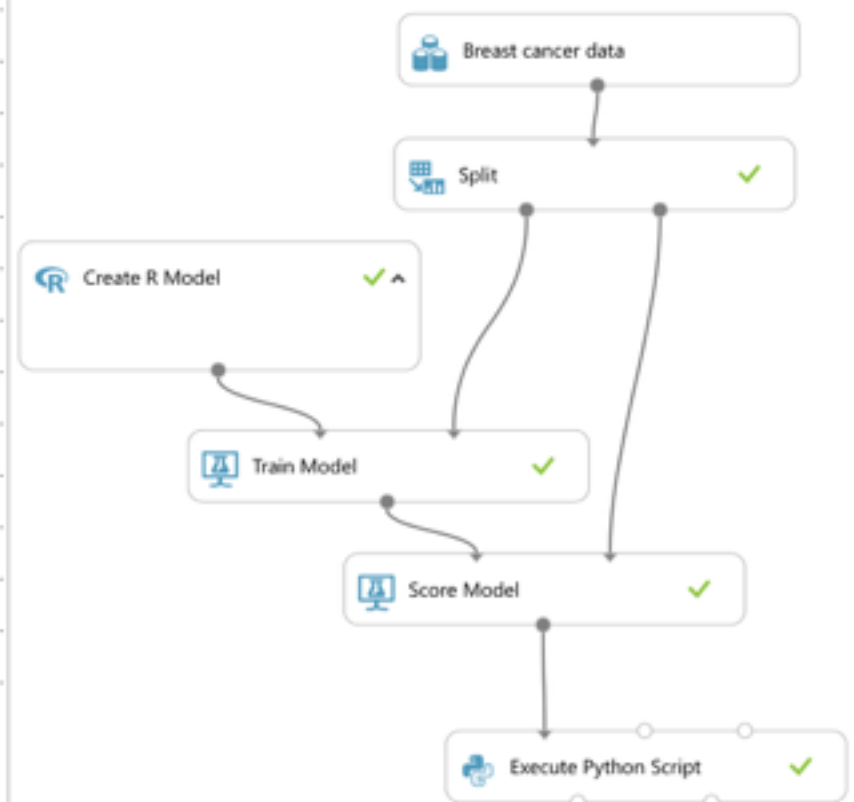 Breast cancer data
Split
Create R Model
Train Model
Score Model
Execute Python Script